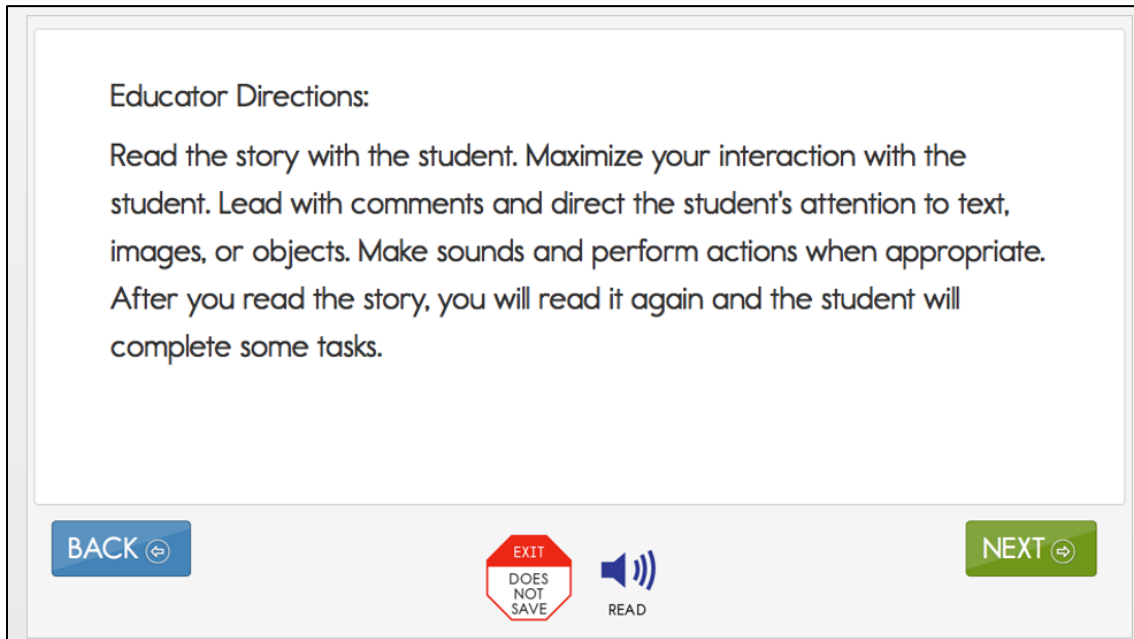 Educator Directions:
Read the story with the student. Maximize your interaction with the
student. Lead with comments and direct the student's attention to text,
images, or objects. Make sounds and perform actions when appropriate.
After you read the story, you will read it again and the student will
complete some tasks.
BACK
EXIT
DOES
NOT
SAVE
READ
NEXT